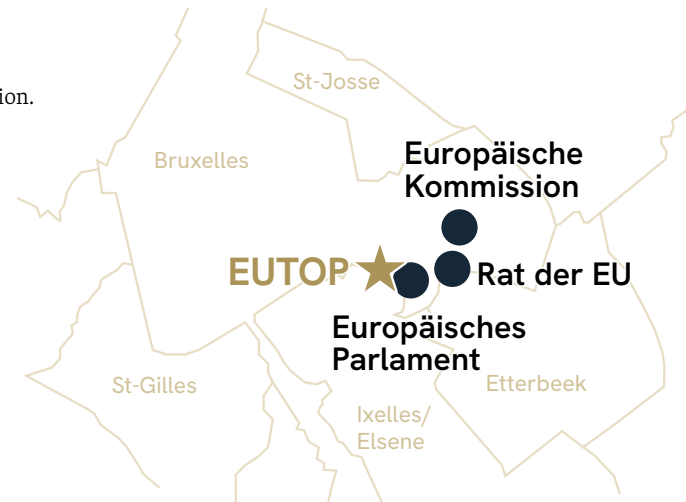 St-Josse
ion.
Bruxelles
Europäische
Kommission
EUTOP
Rat der EU
Europäisches
Parlament
St-Gilles
Etterbeek
Ixelles/
Elsene